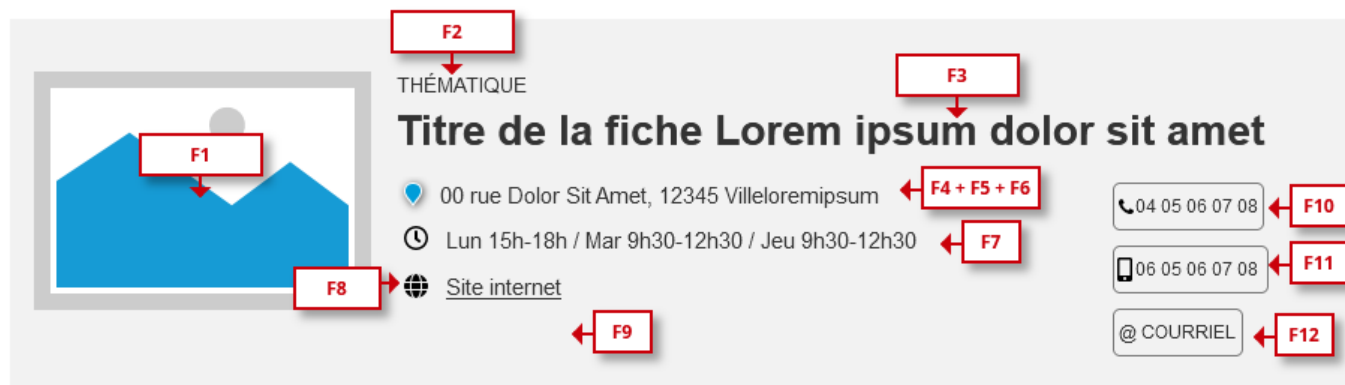 F2
THÉMATIQUE
F3
Titre de la fiche Lorem ipsum dolor sit amet
F1
00 rue Dolor Sit Amet, 12345 Villeloremipsum
F4 + F5 + F6
04 05 06 07 08
F10
Lun 15h-18h / Mar 9h30-12h30 / Jeu 9h30-12h30
F7
06 05 06 07 08
F11
F8
Site internet
F9
@ COURRIEL
F12